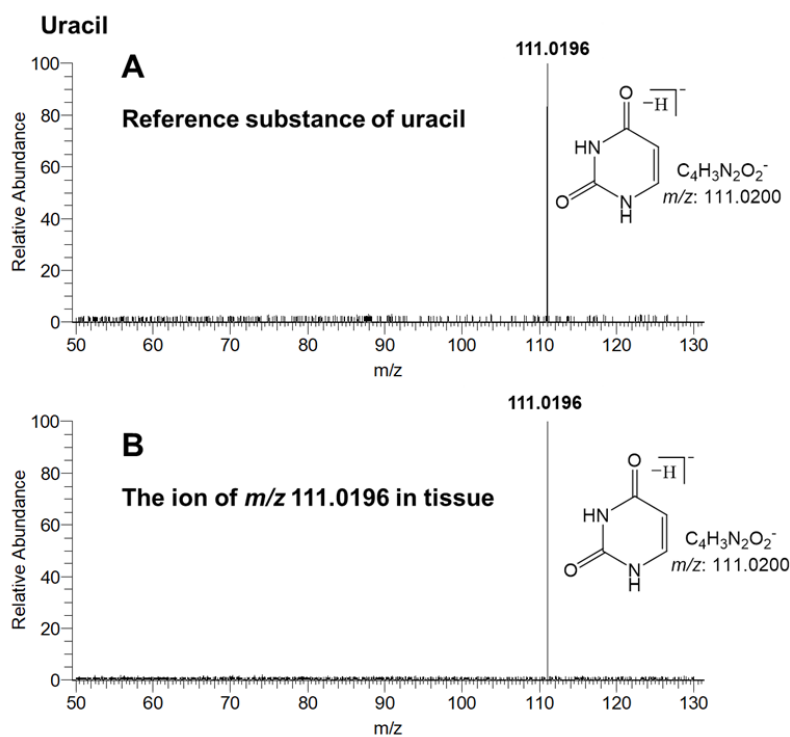 Uracil
111.0196
A
Reference substance of uracil
Relative Abundance
100
80
60
40
20
0
50 60 70 80 90 100 110 120 130
m/z
O
−H
-
HN
O
N
H
C₄H₃N₂O₂⁻
m/z: 111.0200
111.0196
B
The ion of m/z 111.0196 in tissue
Relative Abundance
100
80
60
40
20
0
50 60 70 80 90 100 110 120 130
m/z
O
−H
-
HN
O
N
H
C₄H₃N₂O₂⁻
m/z: 111.0200